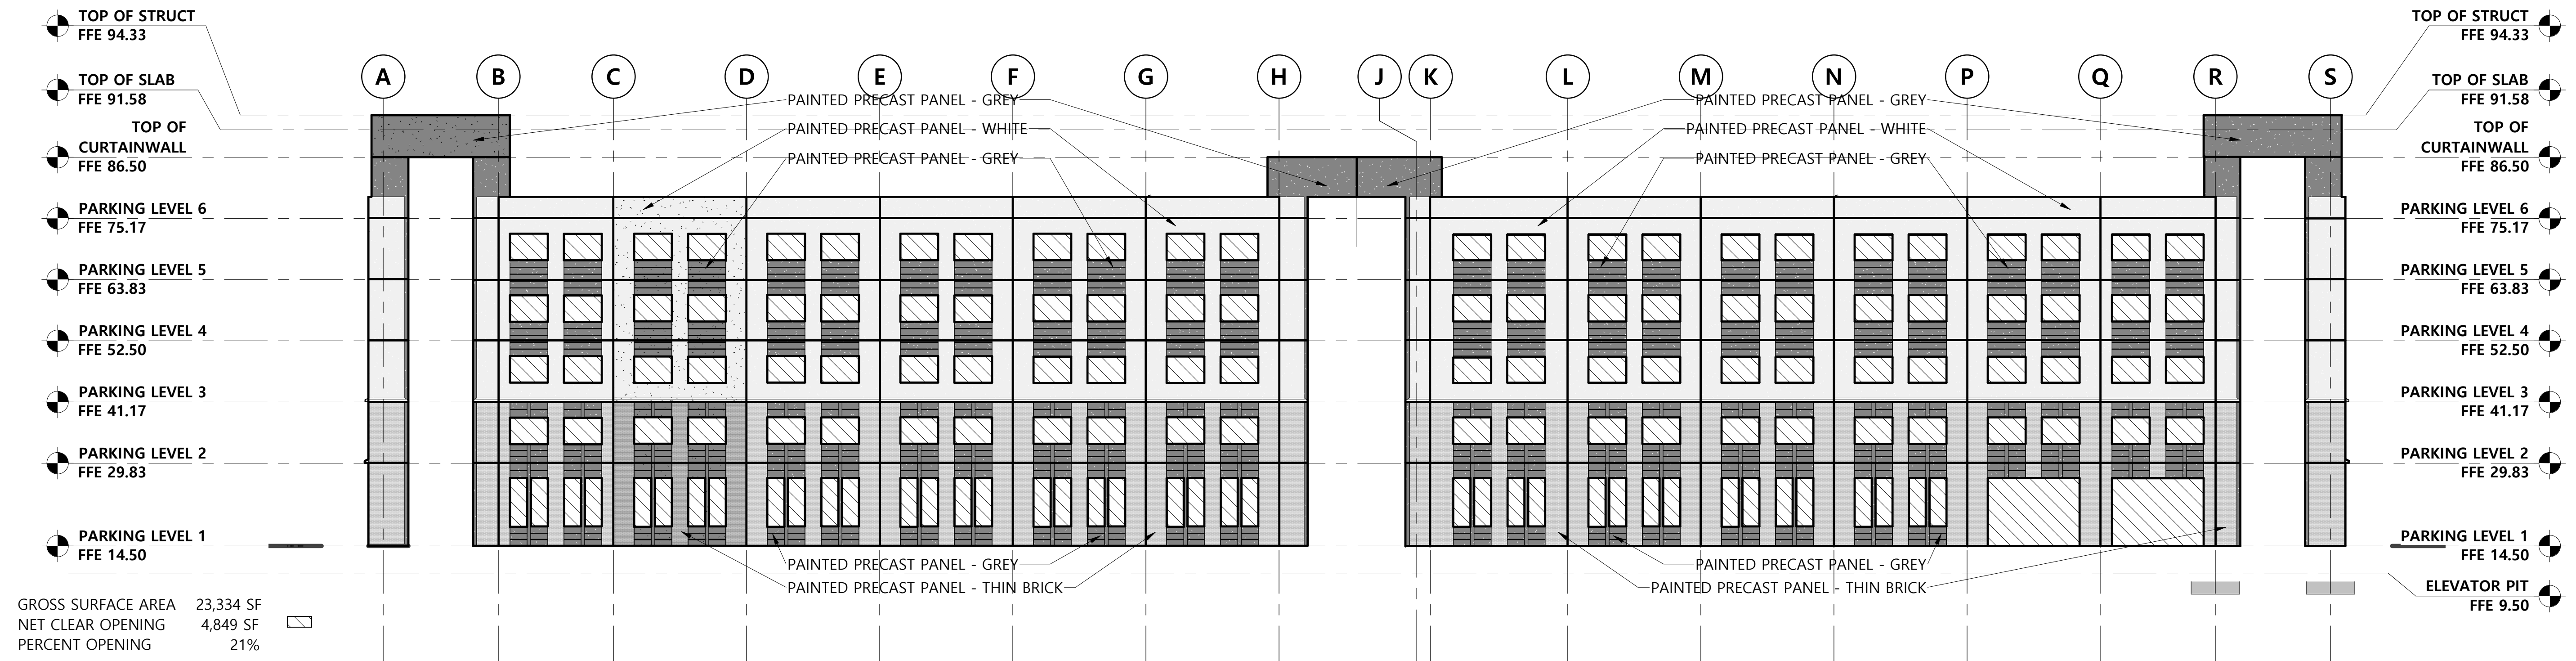 TOP OF STRUCT
FFE 94.33
TOP OF SLAB
FFE 91.58
TOP OF
CURTAINWALL
FFE 86.50
PARKING LEVEL 6
FFE 75.17
PARKING LEVEL 5
FFE 63.83
PARKING LEVEL 4
FFE 52.50
PARKING LEVEL 3
FFE 41.17
PARKING LEVEL 2
FFE 29.83
PARKING LEVEL 1
FFE 14.50
A B C D E F G H J K L M N P Q R S
PAINTED PRECAST PANEL - GREY
PAINTED PRECAST PANEL - WHITE
PAINTED PRECAST PANEL - GREY
PAINTED PRECAST PANEL - GREY
PAINTED PRECAST PANEL - WHITE
PAINTED PRECAST PANEL - GREY
PAINTED PRECAST PANEL - GREY
PAINTED PRECAST PANEL - THIN BRICK
PAINTED PRECAST PANEL - GREY
PAINTED PRECAST PANEL - THIN BRICK
TOP OF STRUCT
FFE 94.33
TOP OF SLAB
FFE 91.58
TOP OF
CURTAINWALL
FFE 86.50
PARKING LEVEL 6
FFE 75.17
PARKING LEVEL 5
FFE 63.83
PARKING LEVEL 4
FFE 52.50
PARKING LEVEL 3
FFE 41.17
PARKING LEVEL 2
FFE 29.83
PARKING LEVEL 1
FFE 14.50
ELEVATOR PIT
FFE 9.50
GROSS SURFACE AREA 23,334 SF
NET CLEAR OPENING 4,849 SF
PERCENT OPENING 21%